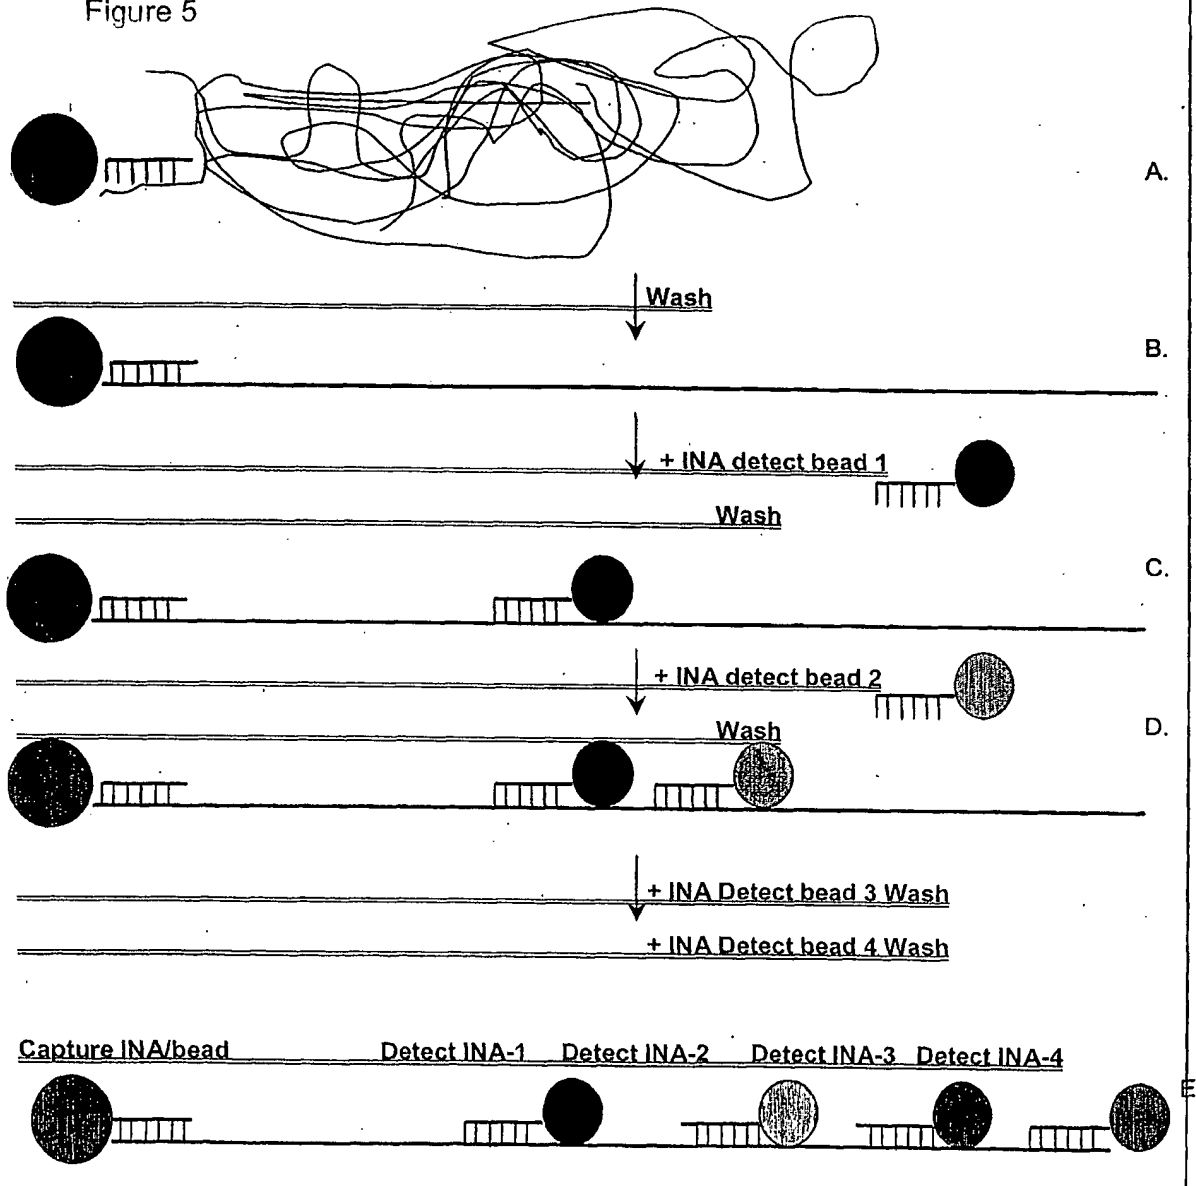 Figure 5
A.
Wash
B.
+ INA detect bead 1
Wash
C.
+ INA detect bead 2
Wash
D.
+ INA Detect bead 3 Wash
+ INA Detect bead 4 Wash
Capture INA/bead Detect INA-1 Detect INA-2 Detect INA-3 Detect INA-4
E